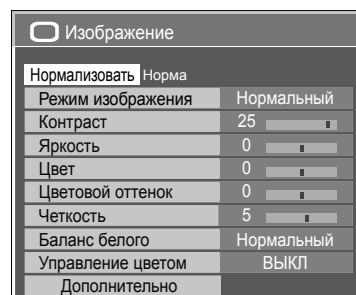 Изображение
Нормализовать Норма
Режим изображения Нормальный
Контраст 25
Яркость 0
Цвет 0
Цветовой оттенок 0
Четкость 5
Баланс белого Нормальный
Управление цветом ВЫКЛ
Дополнительно